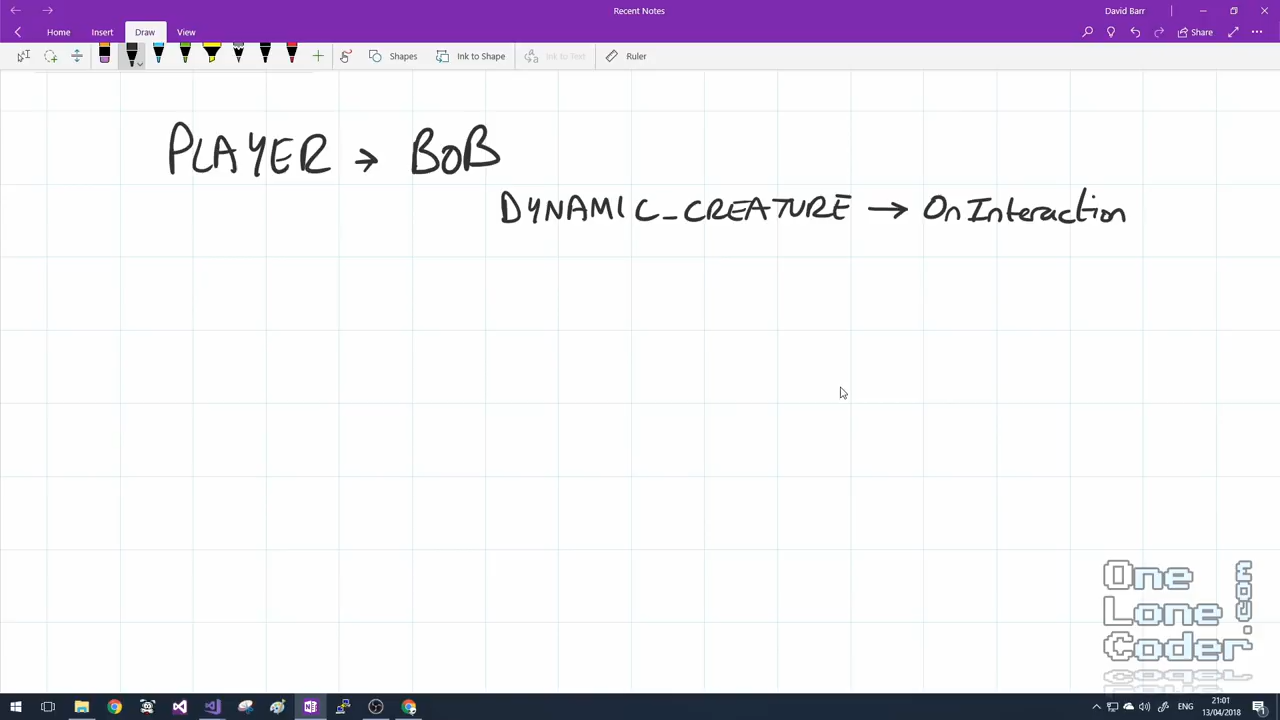 Recent Notes
David Barr
Home Insert Draw View
Share
Shapes
Ink to Shape
Ink to Text
Ruler
PLAYER → BOB
DYNAMIC_CREATURE → OnInteraction
One
Lone
Coder
.com
ENG
21:01
13/04/2018